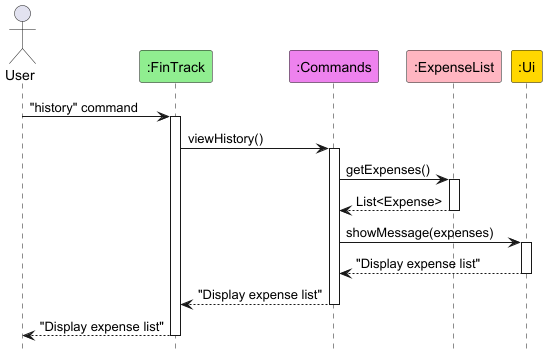 User
:FinTrack
:Commands
:ExpenseList
:Ui
"history" command
viewHistory()
getExpenses()
List<Expense>
showMessage(expenses)
"Display expense list"
"Display expense list"
"Display expense list"